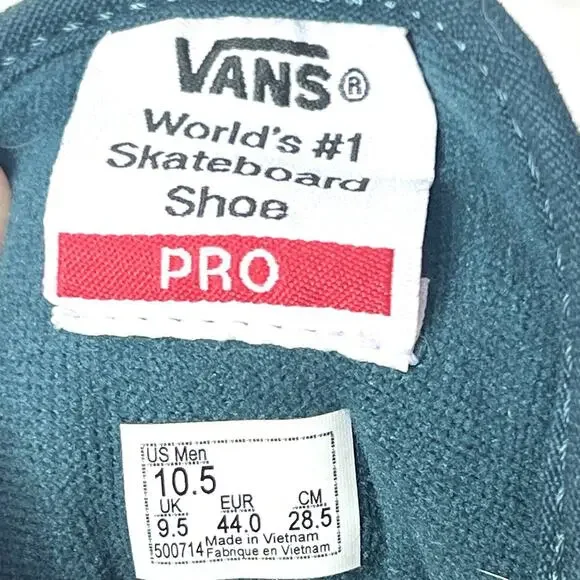 VANS®
World's #1
Skateboard
Shoe
PRO
US Men
10.5
UK EUR CM
9.5 44.0 28.5
500714 Made in Vietnam
Fabrique en Vietnam